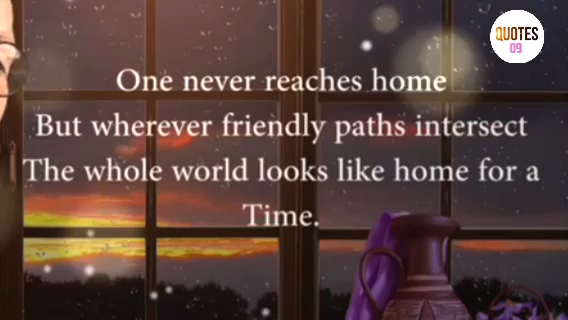 QUOTES
09
One never reaches home
But wherever friendly paths intersect
The whole world looks like home for a
Time.